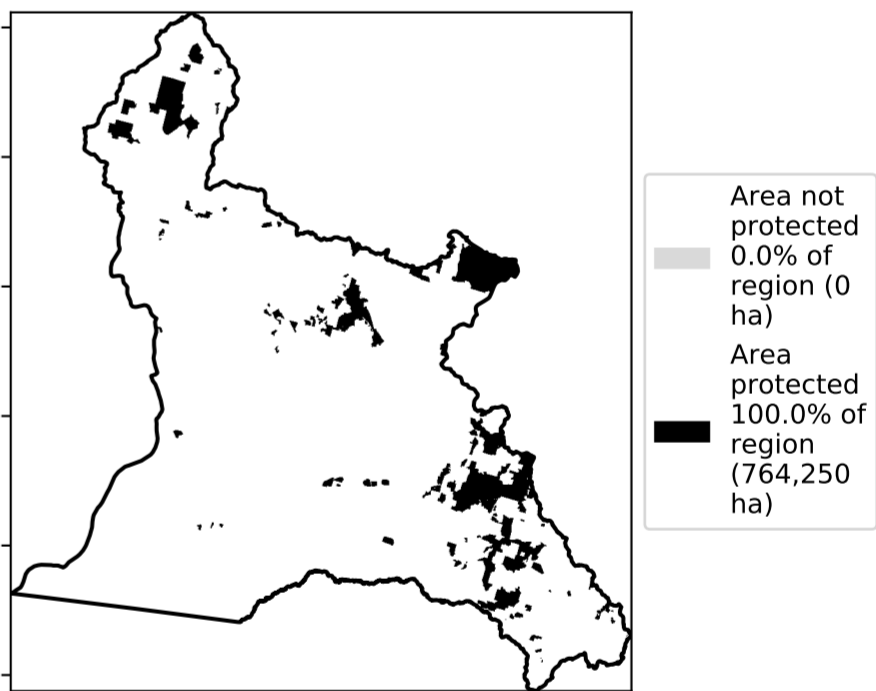 Area not
protected
0.0% of
region (0
ha)
Area
protected
100.0% of
region
(764,250
ha)